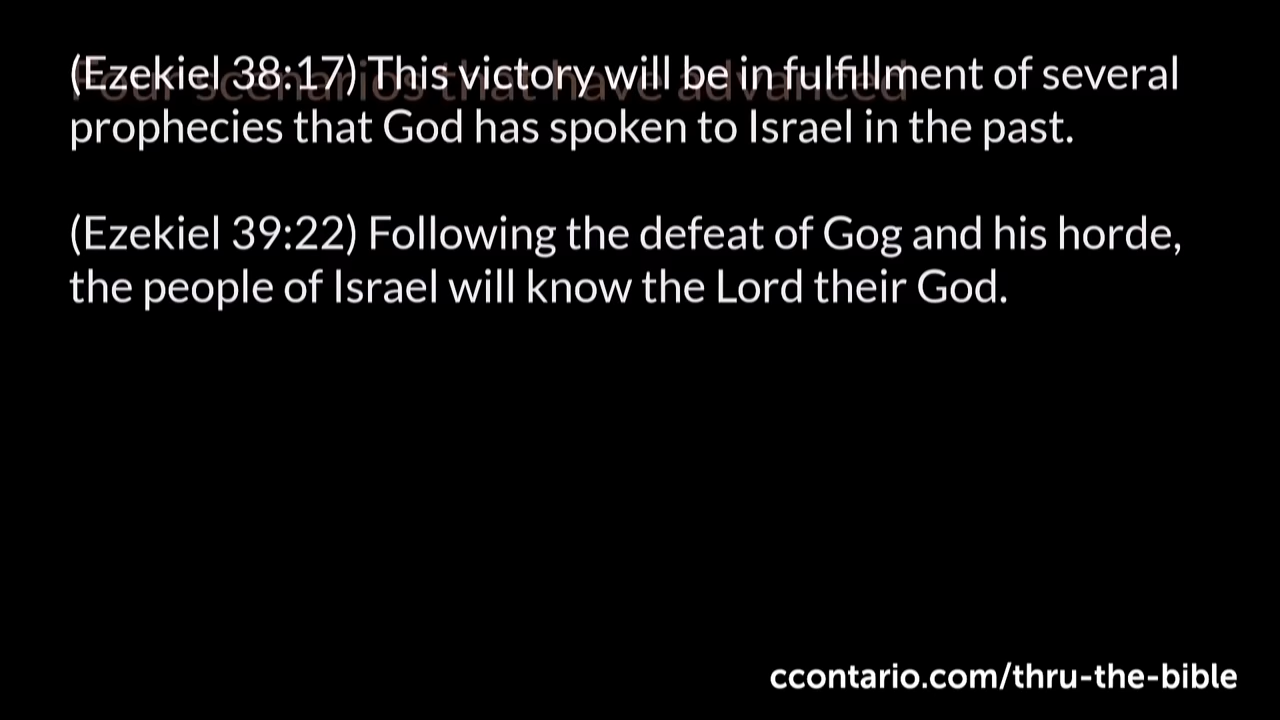 (Ezekiel 38:17) This victory will be in fulfillment of several
prophecies that God has spoken to Israel in the past.
(Ezekiel 39:22) Following the defeat of Gog and his horde,
the people of Israel will know the Lord their God.
ccontario.com/thru-the-bible